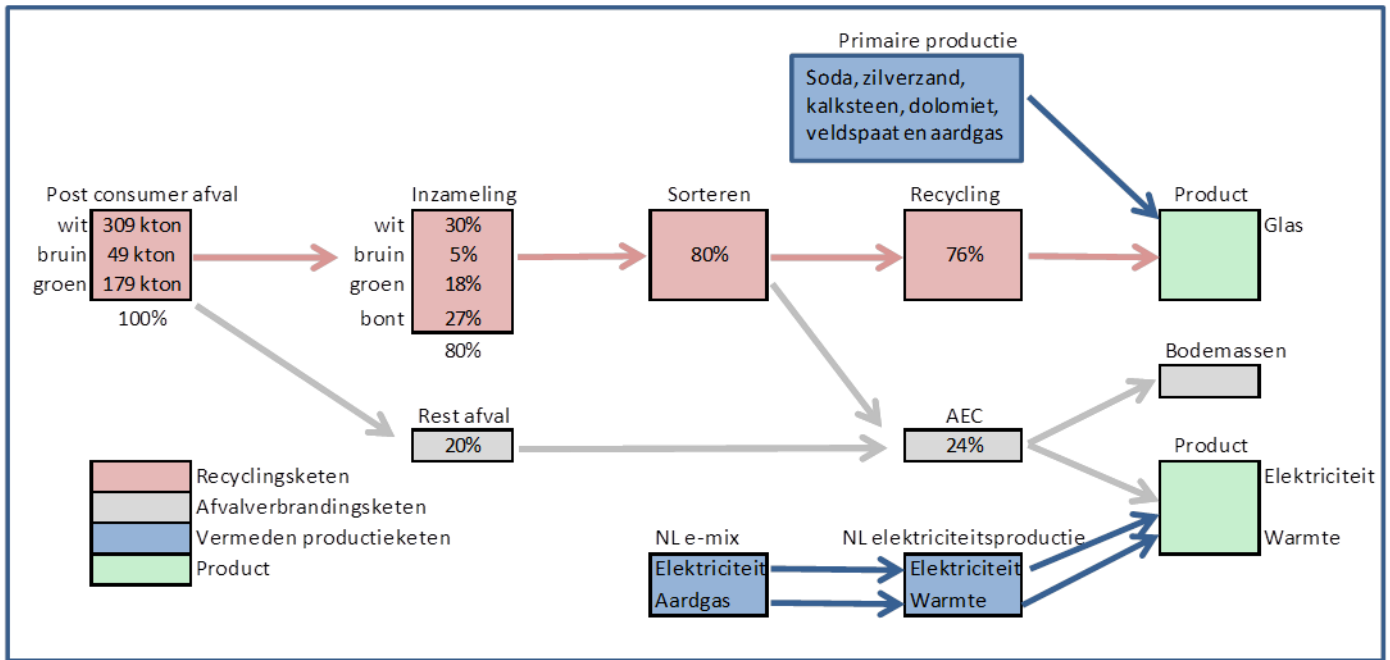 Primaire productie
Soda, zilverzand,
kalksteen, dolomiet,
veldspaat en aardgas
Post consumer afval
wit 309 kton
bruin 49 kton
groen 179 kton
100%
Inzameling
wit 30%
bruin 5%
groen 18%
bont 27%
80%
Sorteren
80%
Recycling
76%
Product
Glas
Bodemassen
Rest afval
20%
AEC
24%
Product
Elektriciteit
Warmte
Recyclingsketen
Afvalverbrandingsketen
Vermeden productieketen
Product
NL e-mix
Elektriciteit
Aardgas
NL elektriciteitsproductie
Elektriciteit
Warmte